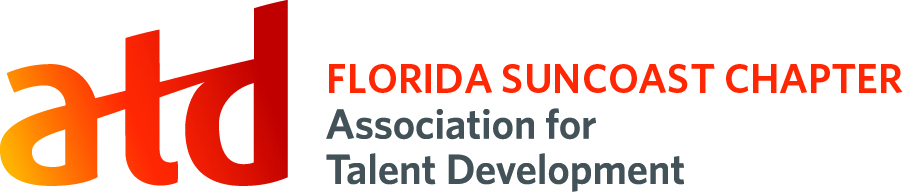 atd
FLORIDA SUNCOAST CHAPTER
Association for
Talent Development